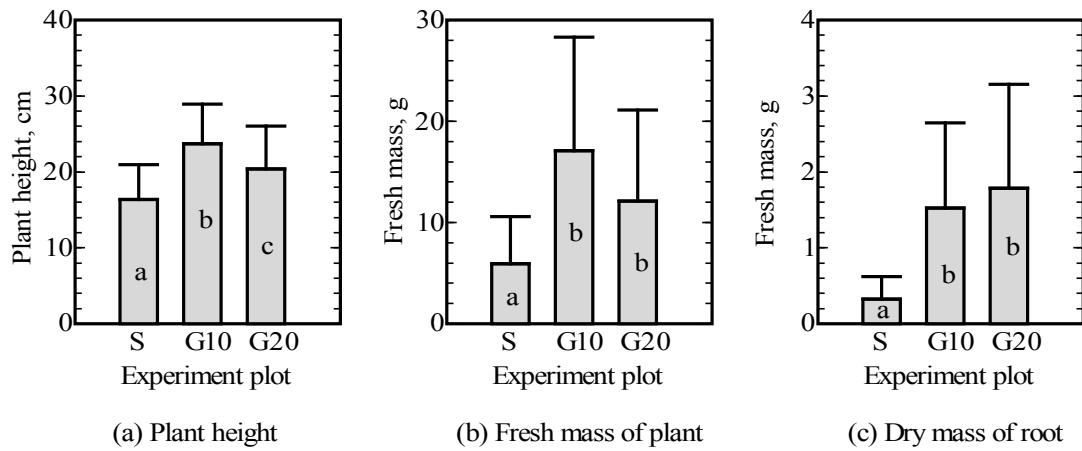 Plant height, cm
40
30
20
10
0
a
b
c
S G10 G20
Experiment plot
(a) Plant height
Fresh mass, g
30
20
10
0
a
b
b
S G10 G20
Experiment plot
(b) Fresh mass of plant
Fresh mass, g
4
3
2
1
0
a
b
b
S G10 G20
Experiment plot
(c) Dry mass of root